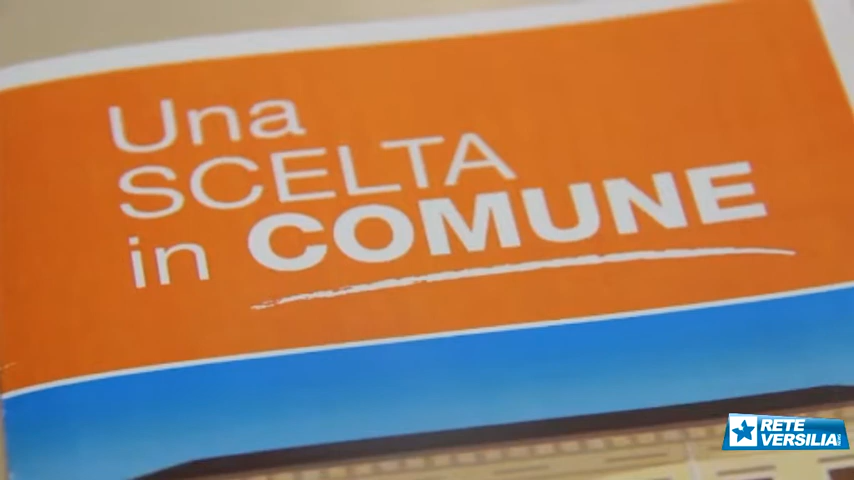 Una
SCELTA
in COMUNE
RETE
VERSILIA